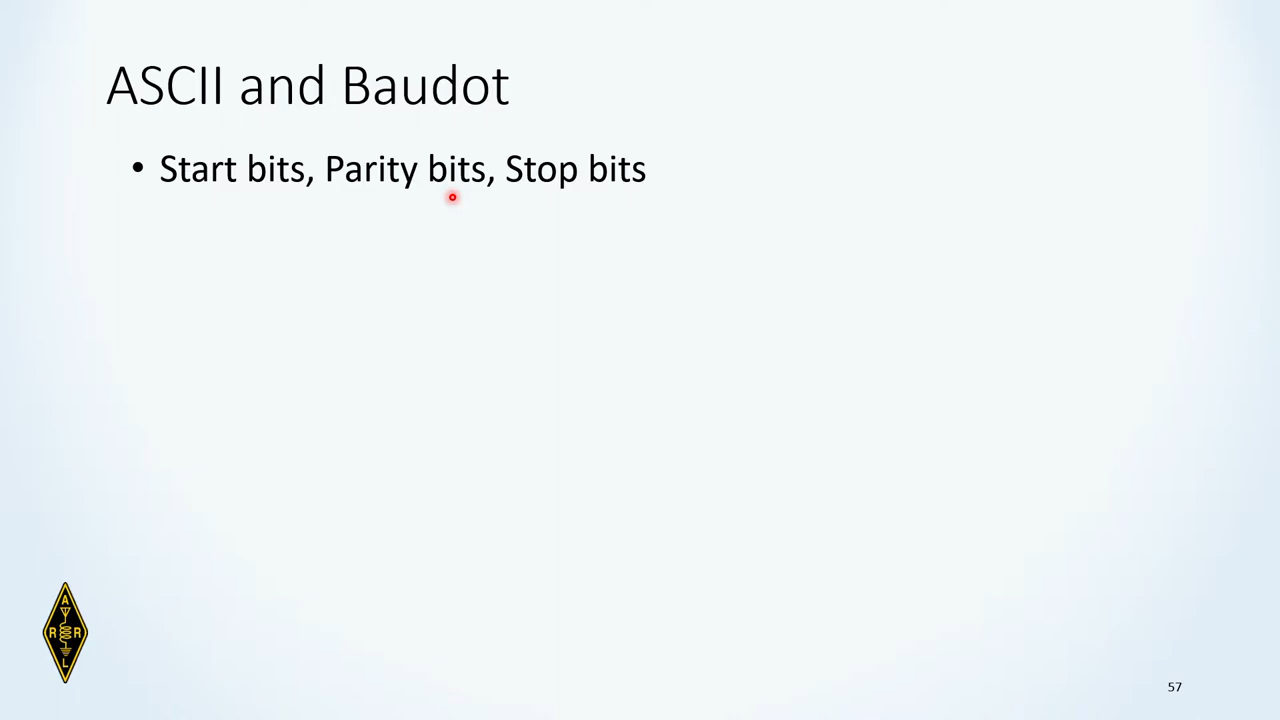 ASCII and Baudot
• Start bits, Parity bits, Stop bits
A
R R
L
57